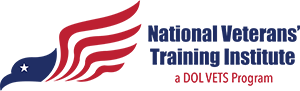 National Veterans'
Training Institute
a DOL VETS Program